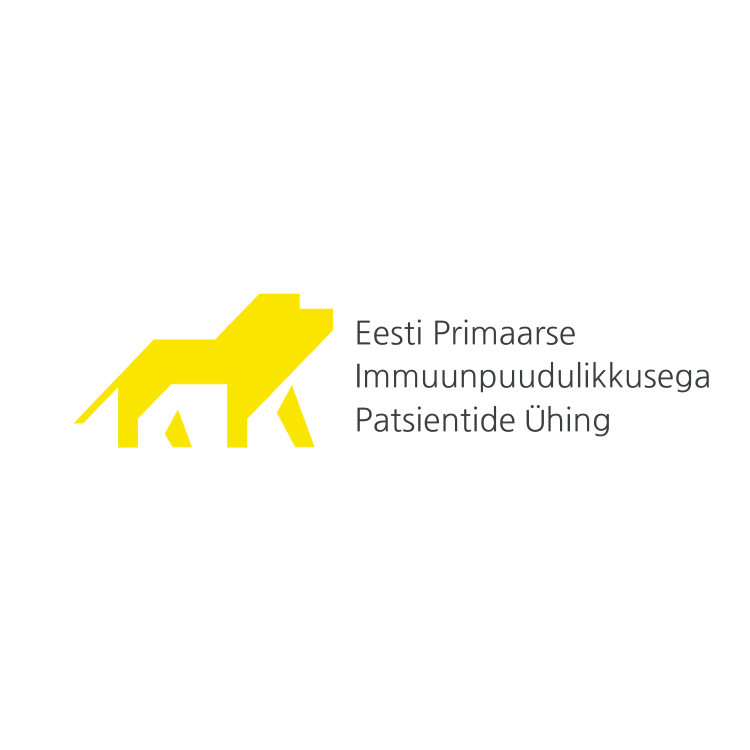 Eesti Primaarse
Immuunpuudulikkusega
Patsientide Ühing